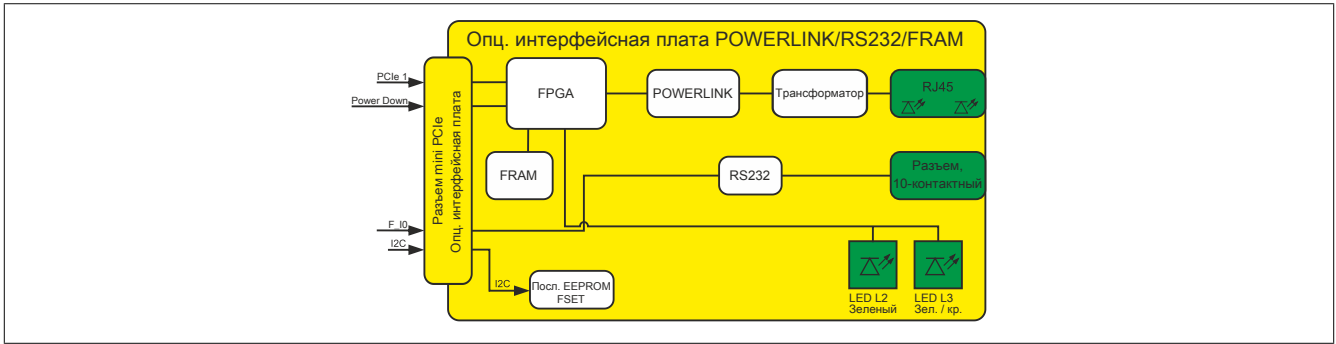 Опц. интерфейсная плата POWERLINK/RS232/FRAM
PCIe 1
Power Down
F_I0
I2C
Разъем mini PCIe
Опц. интерфейсная плата
FPGA
POWERLINK
Трансформатор
RJ45
FRAM
RS232
Разъем,
10-контактный
I2C
Посл. EEPROM
FSET
LED L2
Зеленый
LED L3
Зел. / кр.